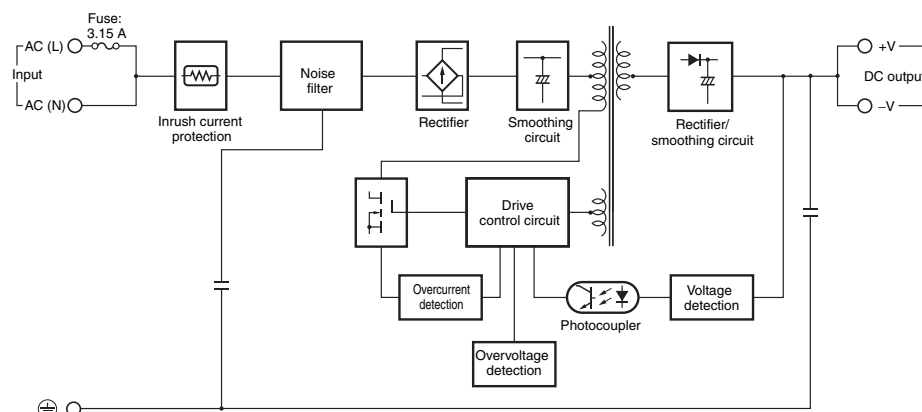 Fuse:
3.15 A
AC (L)
Input
AC (N)
Inrush current
protection
Noise
filter
Rectifier
Smoothing
circuit
Rectifier/
smoothing circuit
+V
DC output
–V
Drive
control circuit
Overcurrent
detection
Photocoupler
Voltage
detection
Overvoltage
detection